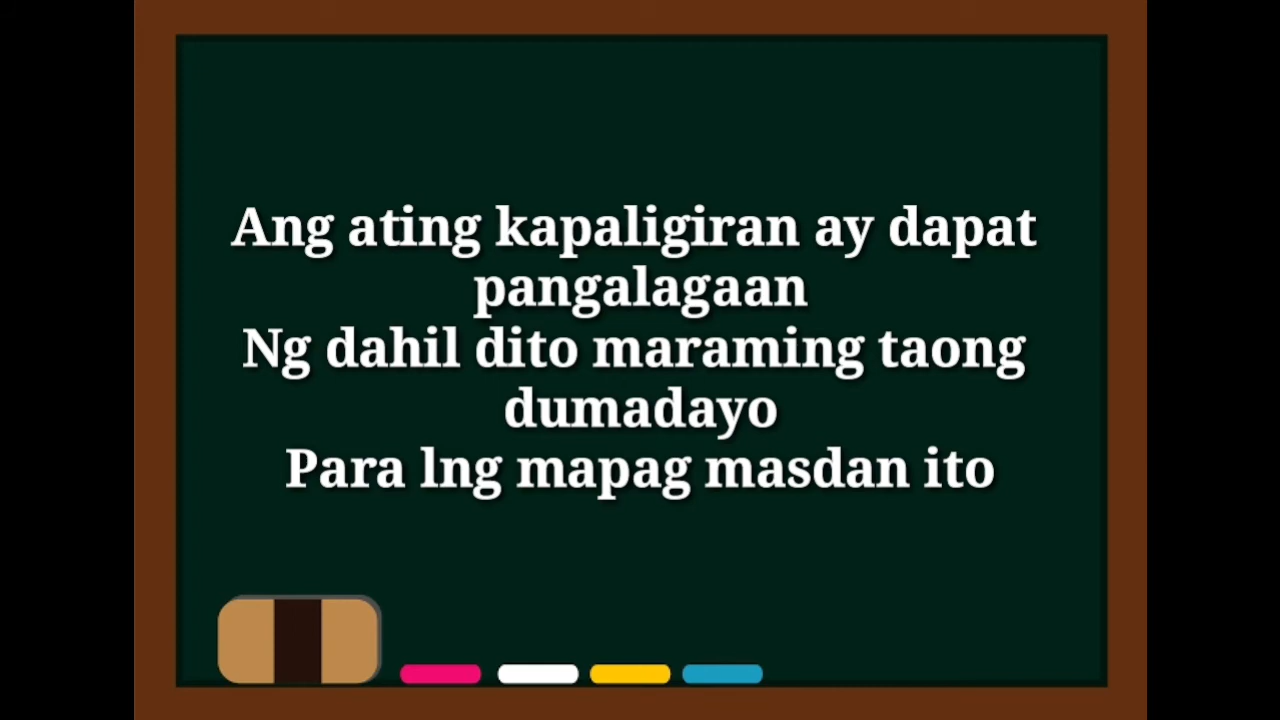 Ang ating kapaligiran ay dapat
pangalagaan
Ng dahil dito maraming taong
dumadayo
Para lng mapag masdan ito